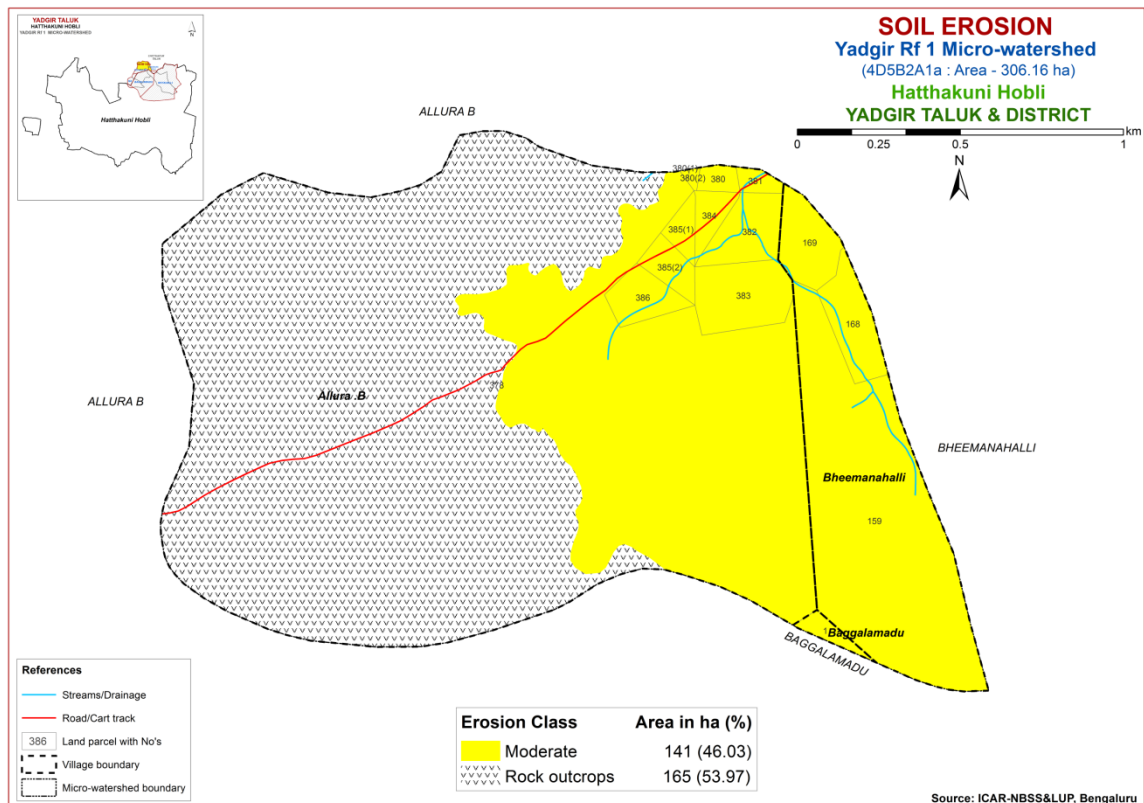 YADGIR TALUK
HATTHAKUNI HOBLI
YADGIR RF1 MICRO-WATERSHED
N
Hatthakuni Hobli
SOIL EROSION
Yadgir Rf 1 Micro-watershed
(4D5B2A1a : Area - 306.16 ha)
Hatthakuni Hobli
YADGIR TALUK & DISTRICT
km
0 0.25 0.5 1
N
ALLURA B
380(1)
380(2)
380
381
384
385(1)
382
169
385(2)
386
383
168
378
Allura .B
ALLURA B
BHEEMANAHALLI
Bheemanahalli
159
1
Baggalamadu
BAGGALAMADU
References
Streams/Drainage
Road/Cart track
386 Land parcel with No's
Village boundary
Micro-watershed boundary
Erosion Class Area in ha (%)
Moderate 141 (46.03)
Rock outcrops 165 (53.97)
Source: ICAR-NBSS&LUP, Bengaluru